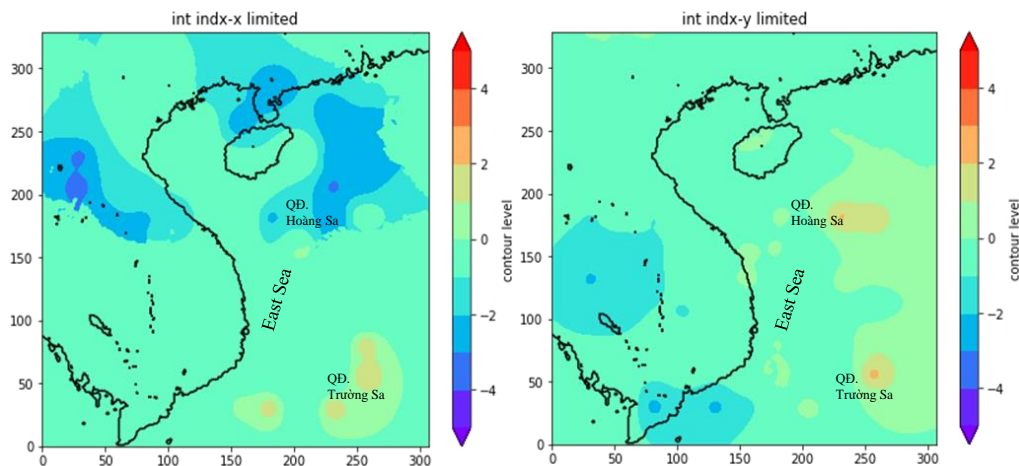 int indx-x limited
300
250
200
150
100
50
0
0
50
100
150
200
250
300
QĐ.
Hoàng Sa
East Sea
QĐ.
Trường Sa
4
2
0
−2
−4
contour level
int indx-y limited
300
250
200
150
100
50
0
0
50
100
150
200
250
300
QĐ.
Hoàng Sa
East Sea
QĐ.
Trường Sa
4
2
0
−2
−4
contour level